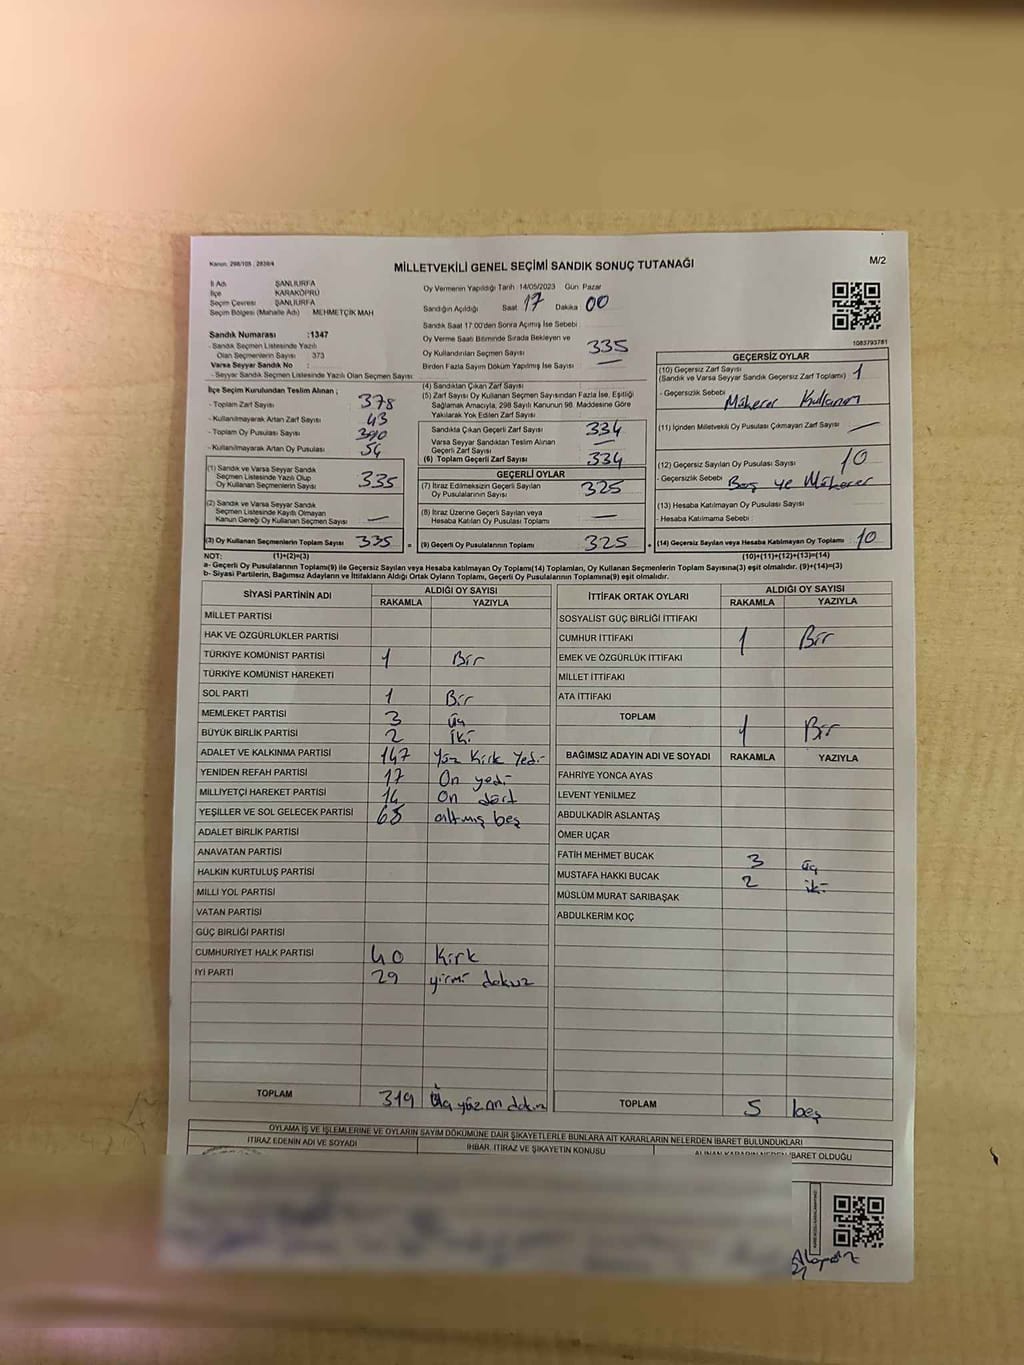 Kanun: 298/105 ; 2839/4
MİLLETVEKİLİ GENEL SEÇİMİ SANDIK SONUÇ TUTANAĞI
M/2
İl Adı ŞANLIURFA
İlçe KARAKÖPRÜ
Seçim Çevresi ŞANLIURFA
Seçim Bölgesi (Mahalle Adı) MEHMETÇİK MAH
Sandık Numarası :1347
- Sandık Seçmen Listesinde Yazılı
Olan Seçmenlerin Sayısı 373
Varsa Seyyar Sandık No :
- Seyyar Sandık Seçmen Listesinde Yazılı Olan Seçmen Sayısı
Oy Vermenin Yapıldığı Tarih :14/05/2023 Gün Pazar
Sandığın Açıldığı Saat 17 Dakika 00
Sandık Saat 17:00'den Sonra Açmış İse Sebebi
Oy Verme Saati Bitiminde Sırada Bekleyen ve
Oy Kullandırılan Seçmen Sayısı 335
Birden Fazla Sayım Döküm Yapılmış İse Sayısı —
1083793781
İlçe Seçim Kurulundan Teslim Alınan ;
- Toplam Zarf Sayısı 378
- Kullanılmayarak Artan Zarf Sayısı 43
- Toplam Oy Pusulası Sayısı 390
- Kullanılmayarak Artan Oy Pusulası 54
(1) Sandık ve Varsa Seyyar Sandık
Seçmen Listesinde Yazılı Olup
Oy Kullanan Seçmenlerin Sayısı 335
(2) Sandık ve Varsa Seyyar Sandık
Seçmen Listesinde Kayıtlı Olmayan
Kanun Gereği Oy Kullanan Seçmen Sayısı —
(3) Oy Kullanan Seçmenlerin Toplam Sayısı 335
(4) Sandıktan Çıkan Zarf Sayısı
(5) Zarf Sayısı Oy Kullanan Seçmen Sayısından Fazla İse, Eşitliği
Sağlamak Amacıyla, 298 Sayılı Kanunun 98. Maddesine Göre
Yakılarak Yok Edilen Zarf Sayısı
Sandıkta Çıkan Geçerli Zarf Sayısı 334
Varsa Seyyar Sandıktan Teslim Alınan
Geçerli Zarf Sayısı —
(6) Toplam Geçerli Zarf Sayısı 334
GEÇERLİ OYLAR
(7) İtiraz Edilmeksizin Geçerli Sayılan
Oy Pusulalarının Sayısı 325
(8) İtiraz Üzerine Geçerli Sayılan veya
Hesaba Katılan Oy Pusulası Toplamı —
= (9) Geçerli Oy Pusulalarının Toplamı 325 +
GEÇERSİZ OYLAR
(10) Geçersiz Zarf Sayısı
(Sandık ve Varsa Seyyar Sandık Geçersiz Zarf Toplamı) 1
- Geçersizlik Sebebi
Müherer Kullanım
(11) İçinden Milletvekili Oy Pusulası Çıkmayan Zarf Sayısı —
(12) Geçersiz Sayılan Oy Pusulası Sayısı 10
- Geçersizlik Sebebi Boş ve Müherer
(13) Hesaba Katılmayan Oy Pusulası Sayısı
- Hesaba Katılmama Sebebi :
(14) Geçersiz Sayılan veya Hesaba Katılmayan Oy Toplamı 10
NOT: (1)+(2)=(3)
(10)+(11)+(12)+(13)=(14)
a- Geçerli Oy Pusulalarının Toplamı(9) ile Geçersiz Sayılan veya Hesaba katılmayan Oy Toplam(14) Toplamları, Oy Kullanan Seçmenlerin Toplam Sayısına(3) eşit olmalıdır. (9)+(14)=(3)
b- Siyasi Partilerin, Bağımsız Adayların ve İttifakların Aldığı Ortak Oyların Toplamı, Geçerli Oy Pusulalarının Toplamına(9) eşit olmalıdır.
SİYASİ PARTİNİN ADI
ALDIĞI OY SAYISI
RAKAMLA YAZIYLA
MİLLET PARTİSİ
HAK VE ÖZGÜRLÜKLER PARTİSİ
TÜRKİYE KOMÜNİST PARTİSİ 1 Bir
TÜRKİYE KOMÜNİST HAREKETİ
SOL PARTİ 1 Bir
MEMLEKET PARTİSİ 3 üç
BÜYÜK BİRLİK PARTİSİ 2 iki
ADALET VE KALKINMA PARTİSİ 147 Yüz Kırk Yedi
YENİDEN REFAH PARTİSİ 17 On yedi
MİLLİYETÇİ HAREKET PARTİSİ 14 On dört
YEŞİLLER VE SOL GELECEK PARTİSİ 65 altmış beş
ADALET BİRLİK PARTİSİ
ANAVATAN PARTİSİ
HALKIN KURTULUŞ PARTİSİ
MİLLİ YOL PARTİSİ
VATAN PARTİSİ
GÜÇ BİRLİĞİ PARTİSİ
CUMHURİYET HALK PARTİSİ 40 Kırk
İYİ PARTİ 29 yirmi dokuz
TOPLAM 319 Üç yüz on dokuz
İTTİFAK ORTAK OYLARI
ALDIĞI OY SAYISI
RAKAMLA YAZIYLA
SOSYALİST GÜÇ BİRLİĞİ İTTİFAKI
CUMHUR İTTİFAKI 1 Bir
EMEK VE ÖZGÜRLÜK İTTİFAKI
MİLLET İTTİFAKI
ATA İTTİFAKI
TOPLAM 1 Bir
BAĞIMSIZ ADAYIN ADI VE SOYADI RAKAMLA YAZIYLA
FAHRİYE YONCA AYAS
LEVENT YENİLMEZ
ABDULKADİR ASLANTAŞ
ÖMER UÇAR
FATİH MEHMET BUCAK 3 üç
MUSTAFA HAKKI BUCAK 2 iki
MÜSLÜM MURAT SARIBAŞAK
ABDULKERİM KOÇ
TOPLAM 5 beş
OYLAMA İŞ VE İŞLEMLERİNE VE OYLARIN SAYIM DÖKÜMÜNE DAİR ŞİKAYETLERLE BUNLARA AİT KARARLARIN NELERDEN İBARET BULUNDUKLARI
İTİRAZ EDENİN ADI VE SOYADI
İHBAR, İTİRAZ VE ŞİKAYETİN KONUSU
ALINAN KARARIN NEDEN İBARET OLDUĞU